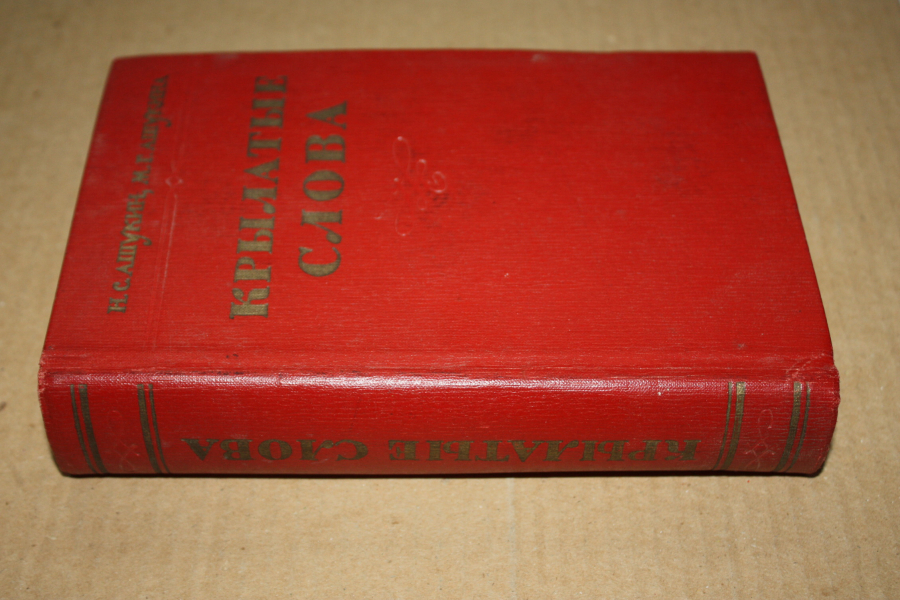 Н. С. АШУКИН, М. Г. АШУКИНА
КРЫЛАТЫЕ
СЛОВА
КРЫЛАТЫЕ СЛОВА